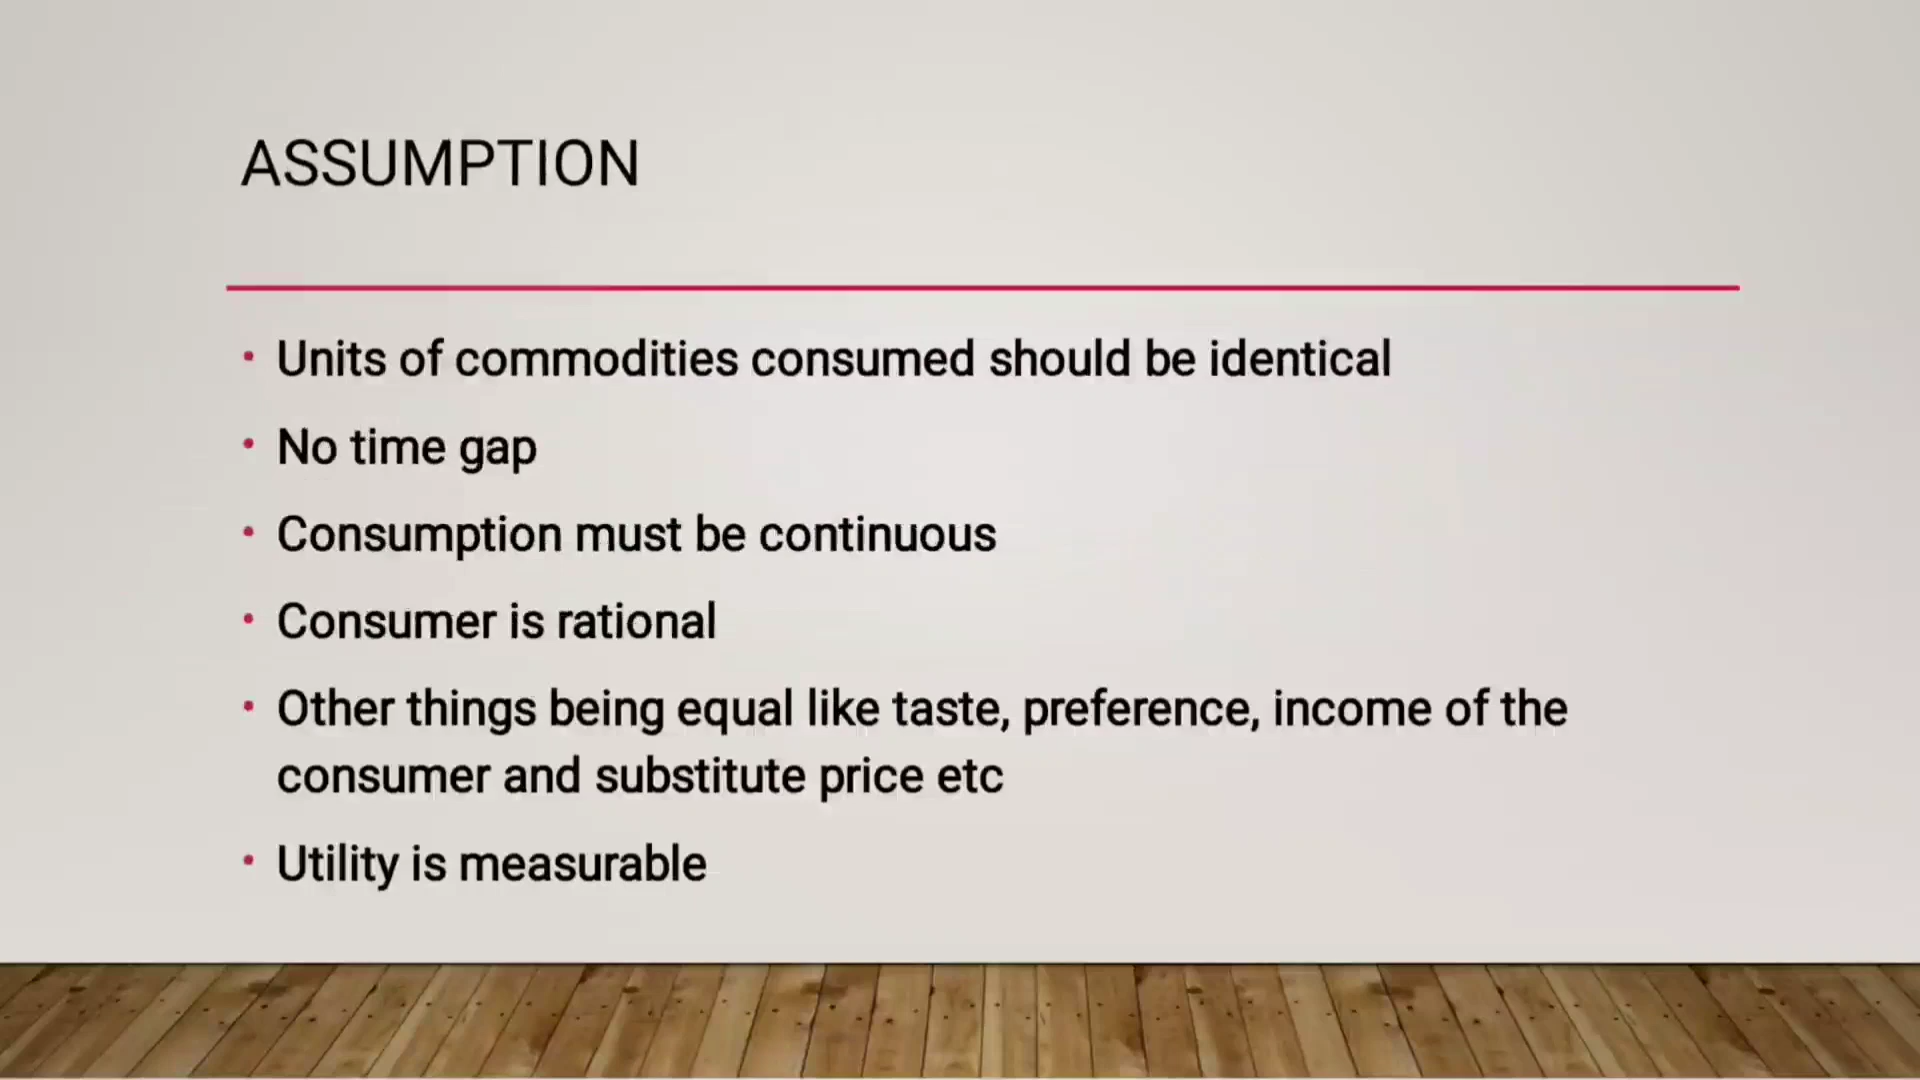 ASSUMPTION
• Units of commodities consumed should be identical
• No time gap
• Consumption must be continuous
• Consumer is rational
• Other things being equal like taste, preference, income of the
consumer and substitute price etc
• Utility is measurable